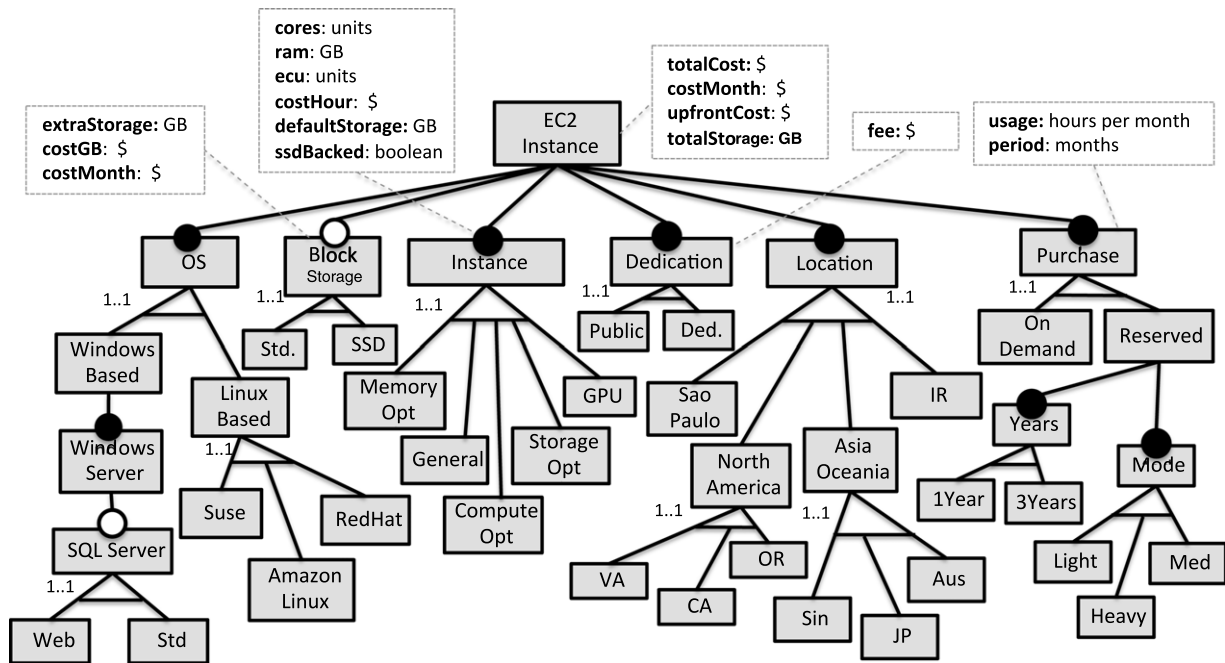 cores: units
ram: GB
ecu: units
costHour: $
defaultStorage: GB
ssdBacked: boolean
totalCost: $
costMonth: $
upfrontCost: $
totalStorage: GB
extraStorage: GB
costGB: $
costMonth: $
EC2
Instance
fee: $
usage: hours per month
period: months
OS
Block
Storage
Instance
Dedication
Location
Purchase
1..1
1..1
1..1
1..1
1..1
1..1
Windows
Based
Std.
SSD
Public
Ded.
On
Demand
Reserved
Linux
Based
Memory
Opt
GPU
Sao
Paulo
IR
Years
Windows
Server
1..1
General
Storage
Opt
North
America
Asia
Oceania
Mode
Suse
RedHat
Compute
Opt
1..1
1..1
1Year
3Years
SQL Server
1..1
Amazon
Linux
VA
CA
OR
Sin
JP
Aus
Light
Heavy
Med
Web
Std